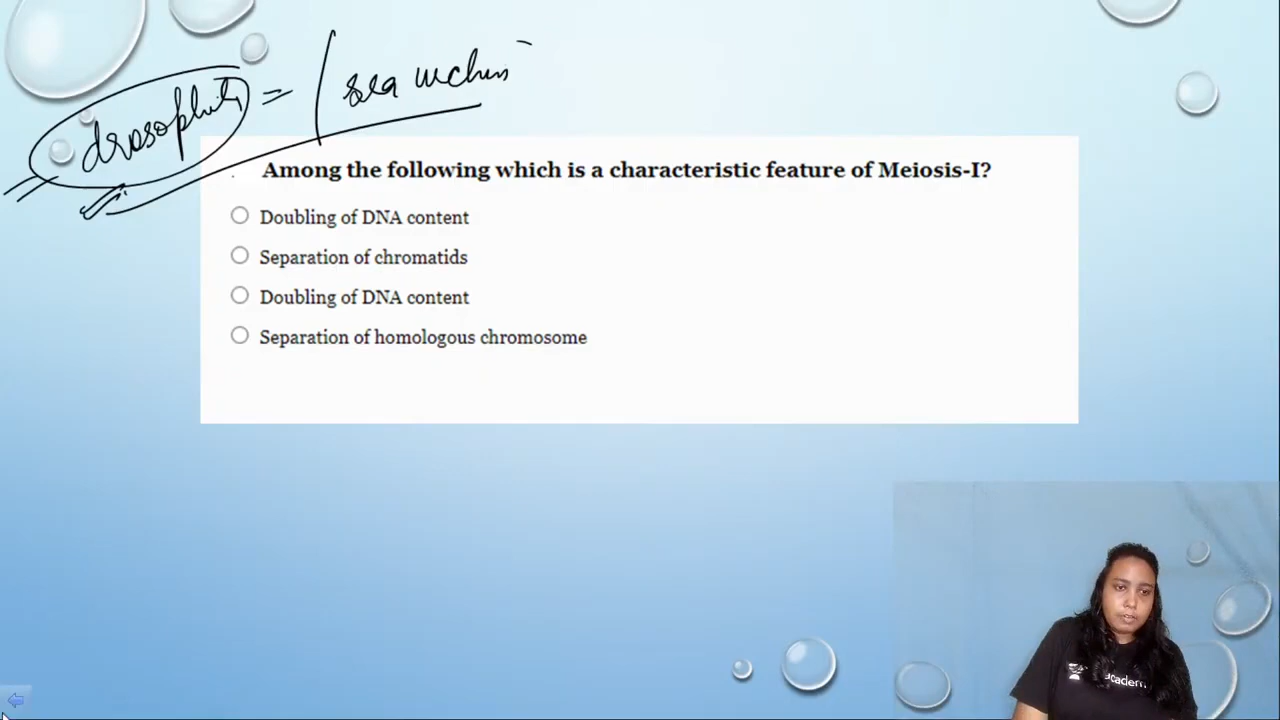 drosophila = (sea urchin
Among the following which is a characteristic feature of Meiosis-I?
Doubling of DNA content
Separation of chromatids
Doubling of DNA content
Separation of homologous chromosome
academy